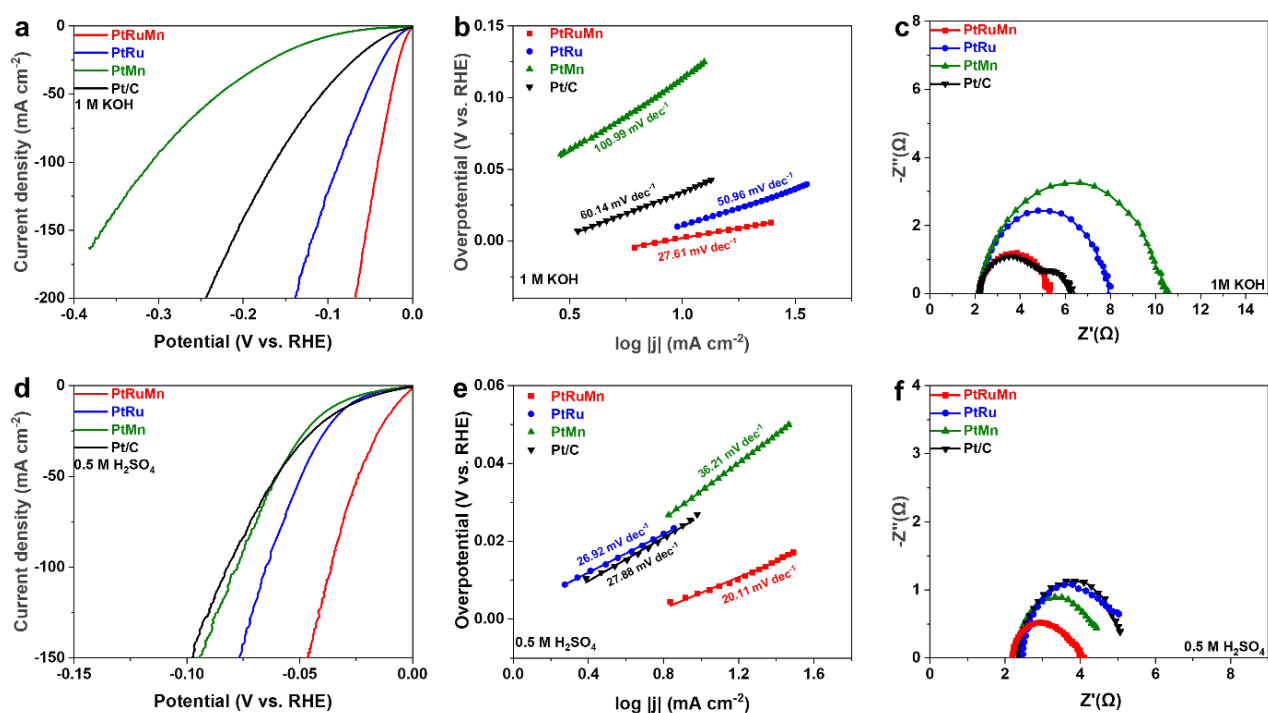 a
PtRuMn
PtRu
PtMn
Pt/C
1 M KOH
0
-50
-100
-150
-200
-0.4
-0.3
-0.2
-0.1
0.0
Current density (mA cm⁻²)
Potential (V vs. RHE)
b
PtRuMn
PtRu
PtMn
Pt/C
0.15
0.10
0.05
0.00
100.99 mV dec⁻¹
60.14 mV dec⁻¹
50.96 mV dec⁻¹
27.61 mV dec⁻¹
1 M KOH
0.5
1.0
1.5
Overpotential (V vs. RHE)
log |j| (mA cm⁻²)
c
PtRuMn
PtRu
PtMn
Pt/C
8
6
4
2
0
1M KOH
0
2
4
6
8
10
12
14
-Z''(Ω)
Z'(Ω)
d
PtRuMn
PtRu
PtMn
Pt/C
0.5 M H₂SO₄
0
-50
-100
-150
-0.15
-0.10
-0.05
0.00
Current density (mA cm⁻²)
Potential (V vs. RHE)
e
PtRuMn
PtRu
PtMn
Pt/C
0.06
0.04
0.02
0.00
36.21 mV dec⁻¹
26.92 mV dec⁻¹
27.88 mV dec⁻¹
20.11 mV dec⁻¹
0.5 M H₂SO₄
0.0
0.4
0.8
1.2
1.6
Overpotential (V vs. RHE)
log |j| (mA cm⁻²)
f
PtRuMn
PtRu
PtMn
Pt/C
4
3
2
1
0
0.5 M H₂SO₄
0
2
4
6
8
-Z''(Ω)
Z'(Ω)